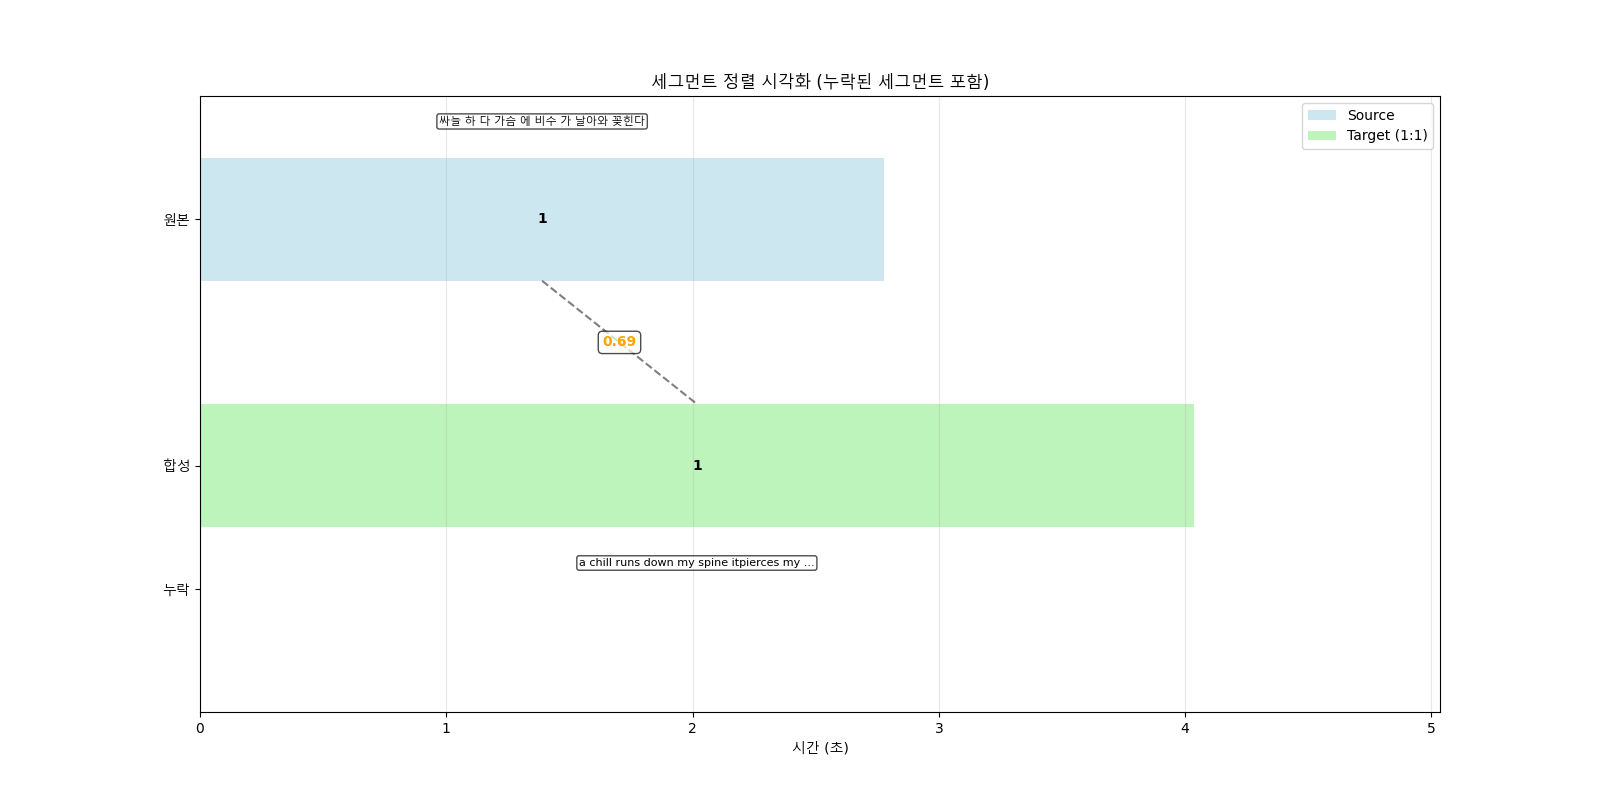 세그먼트 정렬 시각화 (누락된 세그먼트 포함)
싸늘 하 다 가슴 에 비수 가 날아와 꽂힌다
Source
Target (1:1)
원본
1
0.69
합성
1
a chill runs down my spine itpierces my ...
누락
0 1 2 3 4 5
시간 (초)